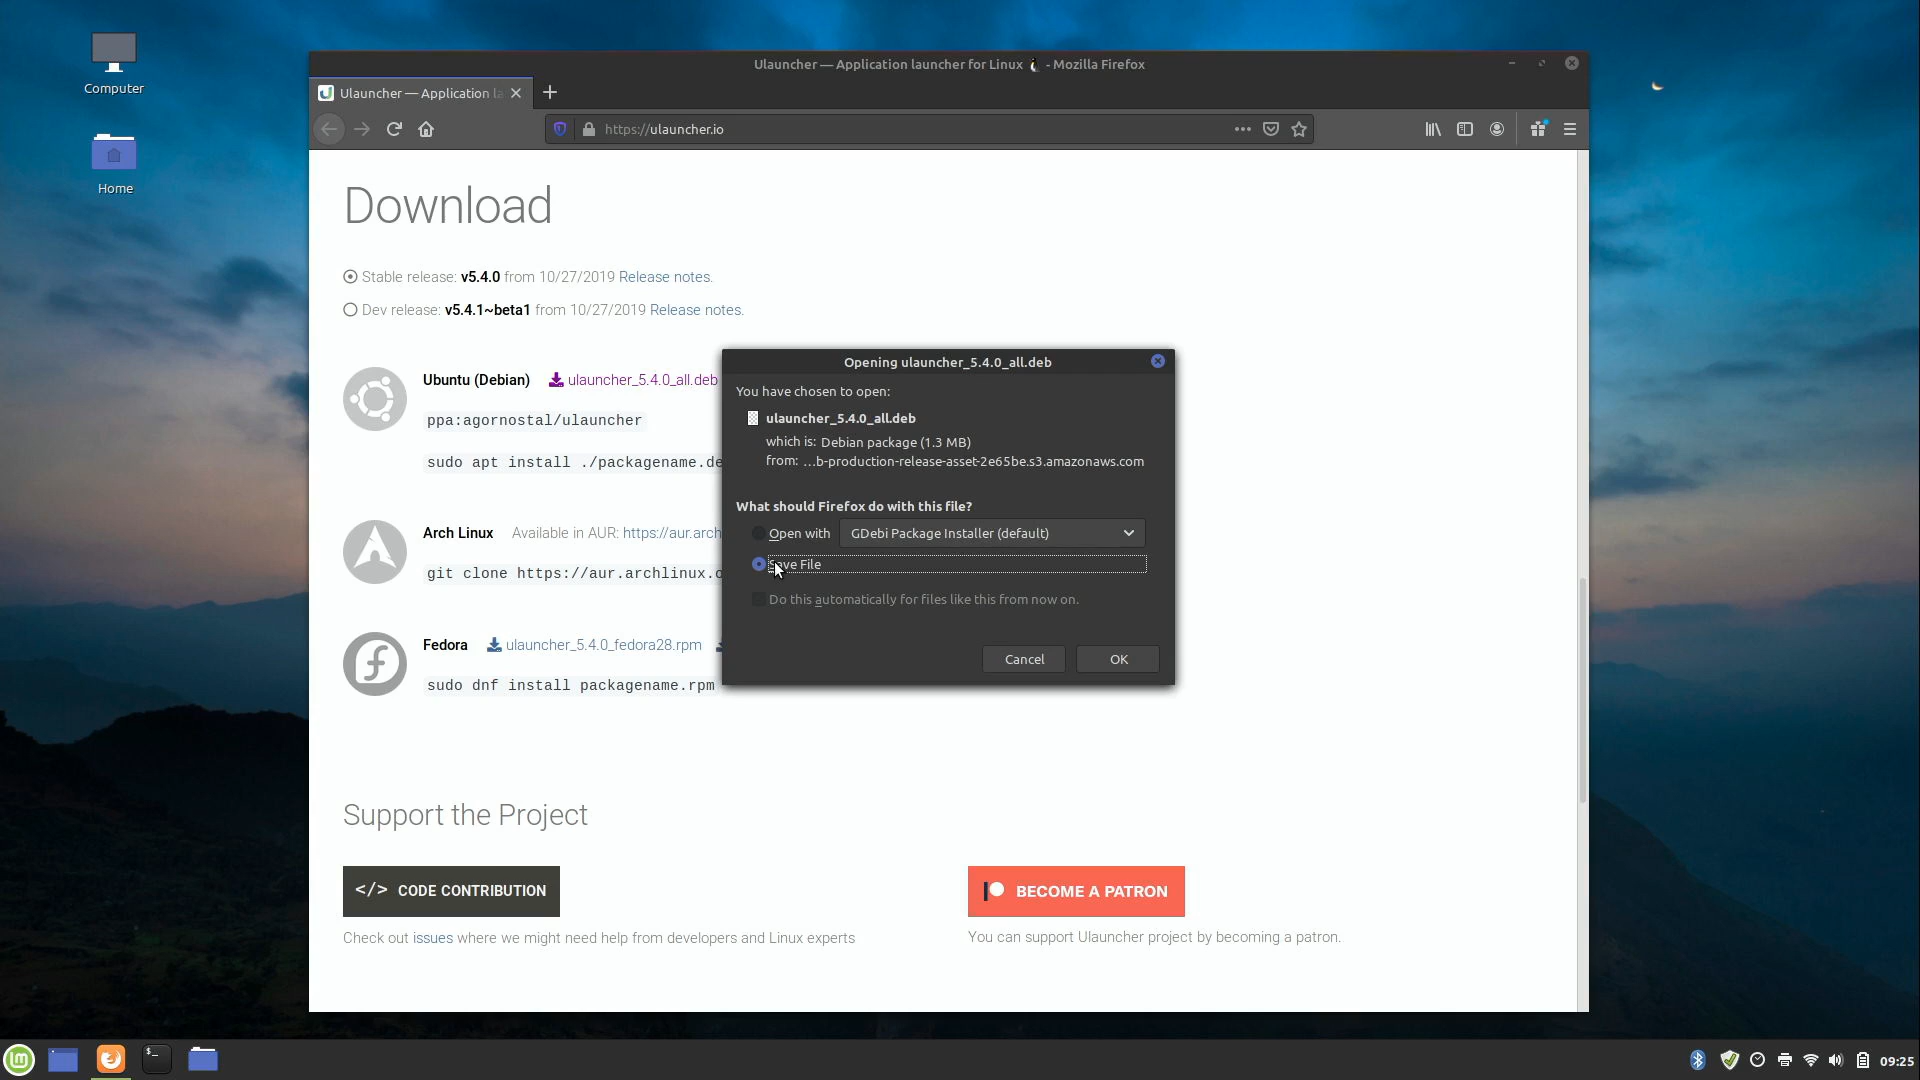 Computer
Home
Ulauncher — Application launcher for Linux - Mozilla Firefox
Ulauncher — Application la
https://ulauncher.io
Download
Stable release: v5.4.0 from 10/27/2019 Release notes.
Dev release: v5.4.1~beta1 from 10/27/2019 Release notes.
Ubuntu (Debian) ulauncher_5.4.0_all.deb
ppa:agornostal/ulauncher
sudo apt install ./packagename.de
Arch Linux Available in AUR: https://aur.arch
git clone https://aur.archlinux.o
Fedora ulauncher_5.4.0_fedora28.rpm
sudo dnf install packagename.rpm
Opening ulauncher_5.4.0_all.deb
You have chosen to open:
ulauncher_5.4.0_all.deb
which is: Debian package (1.3 MB)
from: …b-production-release-asset-2e65be.s3.amazonaws.com
What should Firefox do with this file?
Open with GDebi Package Installer (default)
Save File
Do this automatically for files like this from now on.
Cancel OK
Support the Project
</> CODE CONTRIBUTION
BECOME A PATRON
Check out issues where we might need help from developers and Linux experts
You can support Ulauncher project by becoming a patron.
09:25